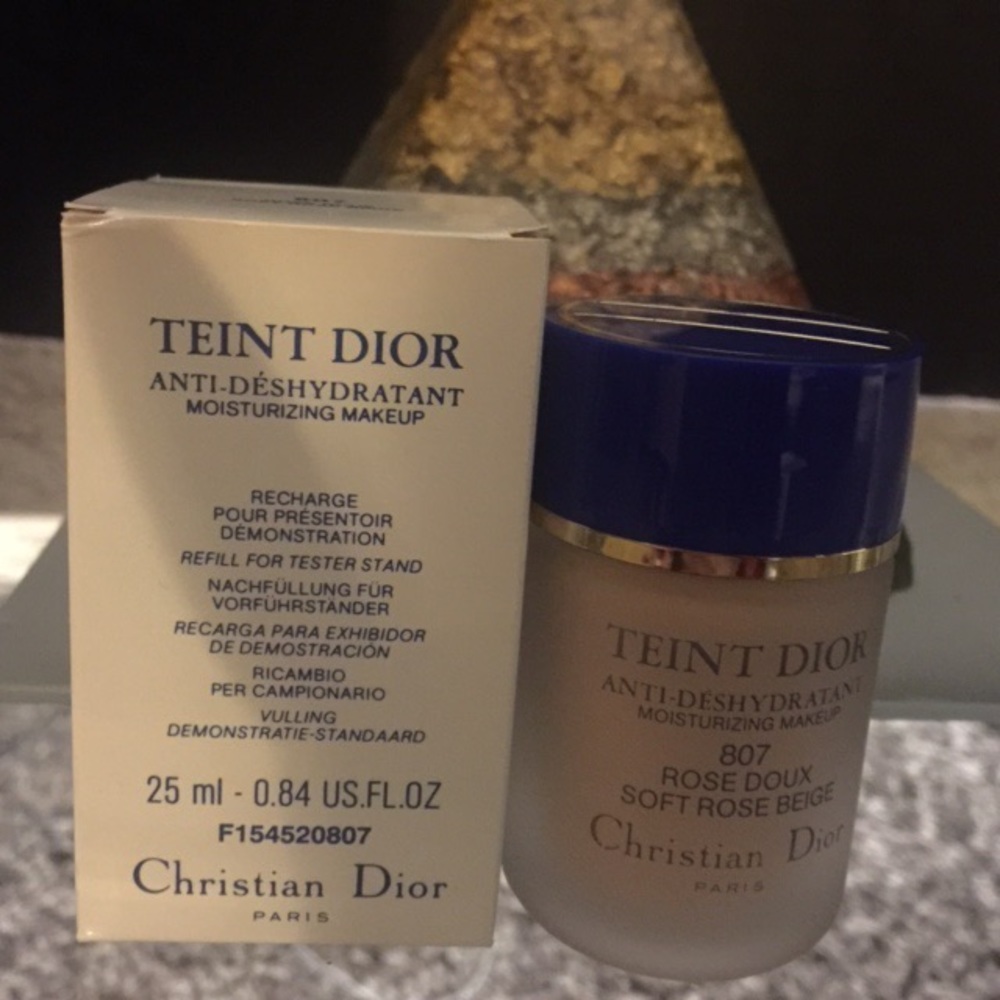 TEINT DIOR
ANTI-DÉSHYDRATANT
MOISTURIZING MAKEUP
RECHARGE
POUR PRÉSENTOIR
DÉMONSTRATION
REFILL FOR TESTER STAND
NACHFÜLLUNG FÜR
VORFÜHRSTÄNDER
RECARGA PARA EXHIBIDOR
DE DEMOSTRACIÓN
RICAMBIO
PER CAMPIONARIO
VULLING
DEMONSTRATIE-STANDAARD
25 ml - 0.84 US.FL.OZ
F154520807
Christian Dior
PARIS
TEINT DIOR
ANTI-DÉSHYDRATANT
MOISTURIZING MAKEUP
807
ROSE DOUX
SOFT ROSE BEIGE
Christian Dior
PARIS